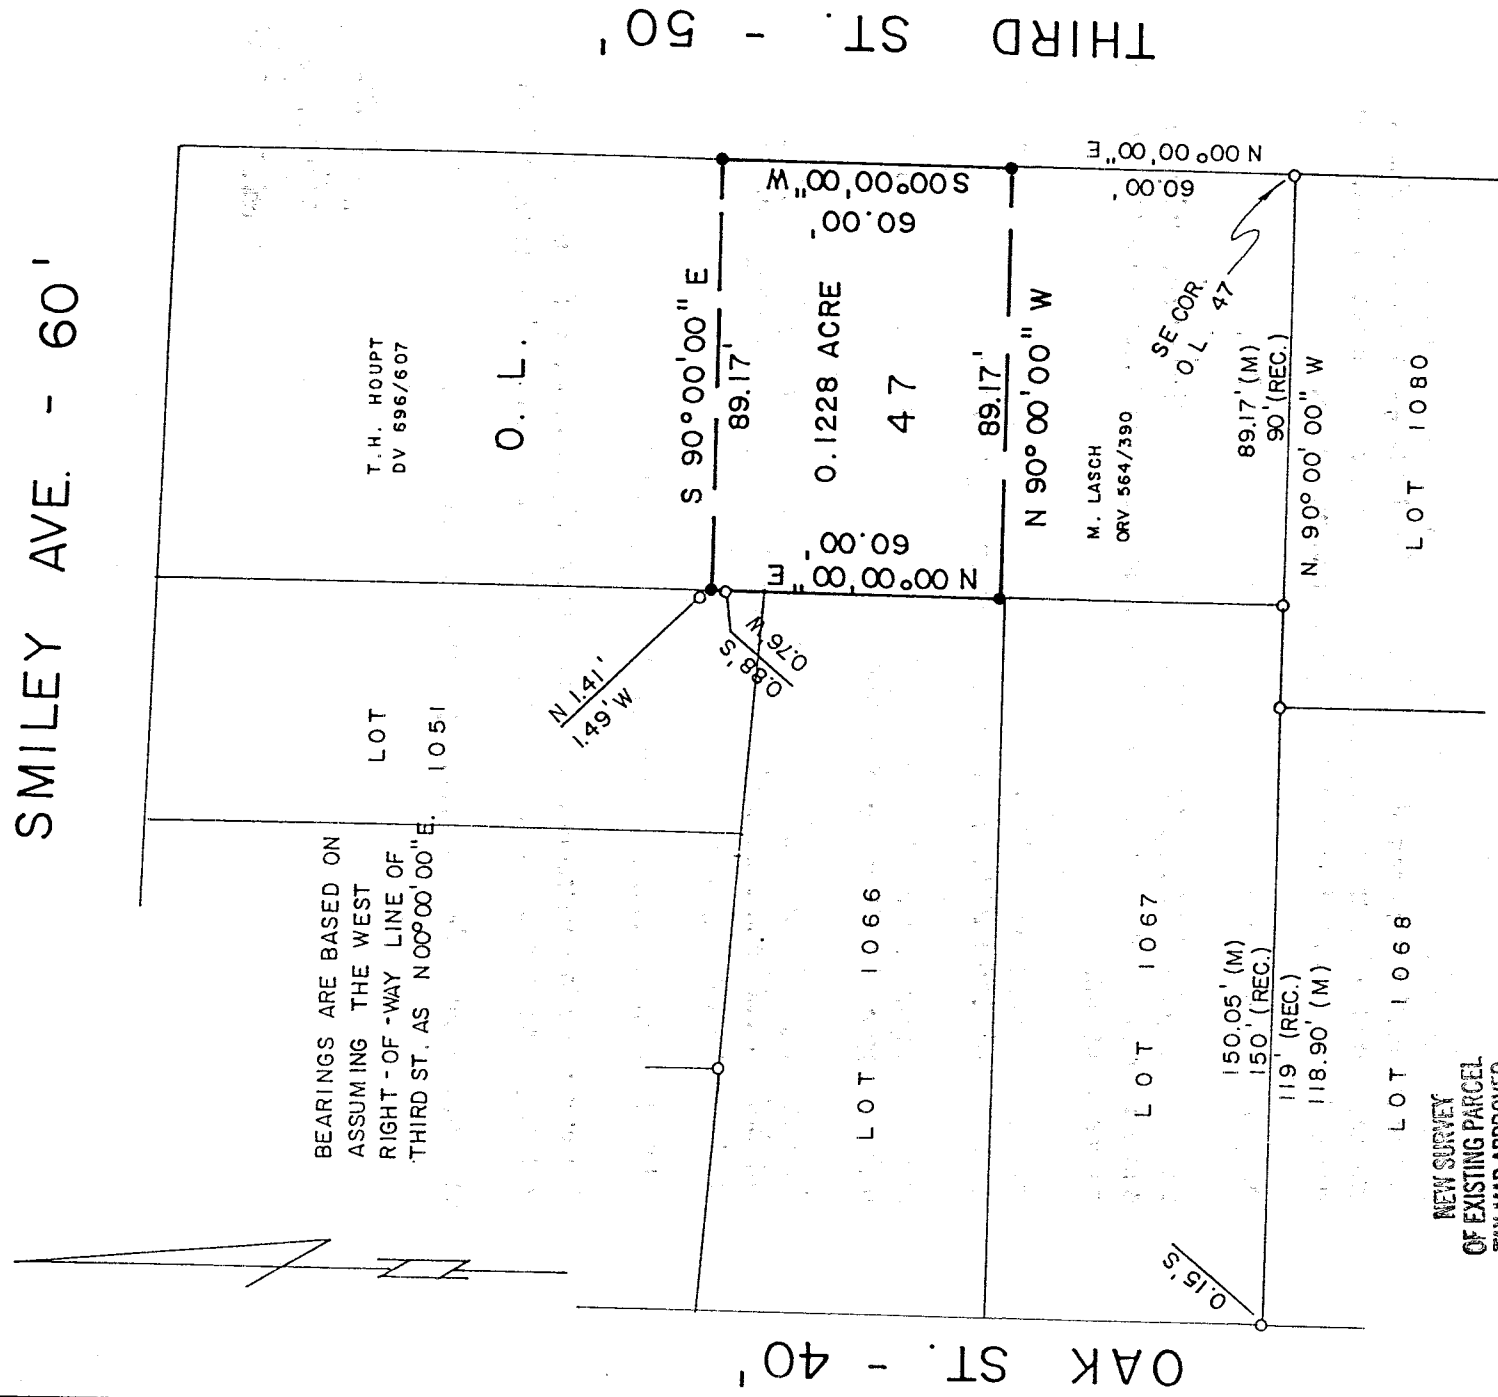 THIRD ST. - 50'
SMILEY AVE. - 60'
OAK ST. - 40'
T. H. HOUPT
DV 696/607
O. L.
S 90°00'00" E
89.17'
S 00°00'00" W
60.00'
0.1228 ACRE
47
N 00°00'00" E
60.00'
89.17'
N 90°00'00" W
N 00°00'00" E
60.00'
SE COR.
O.L. 47
M. LASCH
ORV 564/390
89.17' (M)
90' (REC.)
N. 90°00'00" W
LOT 1080
LOT
1051
N 1.41'
1.49' W
0.88' S
0.76' W
BEARINGS ARE BASED ON
ASSUMING THE WEST
RIGHT-OF-WAY LINE OF
THIRD ST. AS N00°00'00"E.
LOT 1066
LOT 1067
150.05' (M)
150' (REC.)
119' (REC.)
118.90' (M)
LOT 1068
0.15' S
NEW SURVEY
OF EXISTING PARCEL